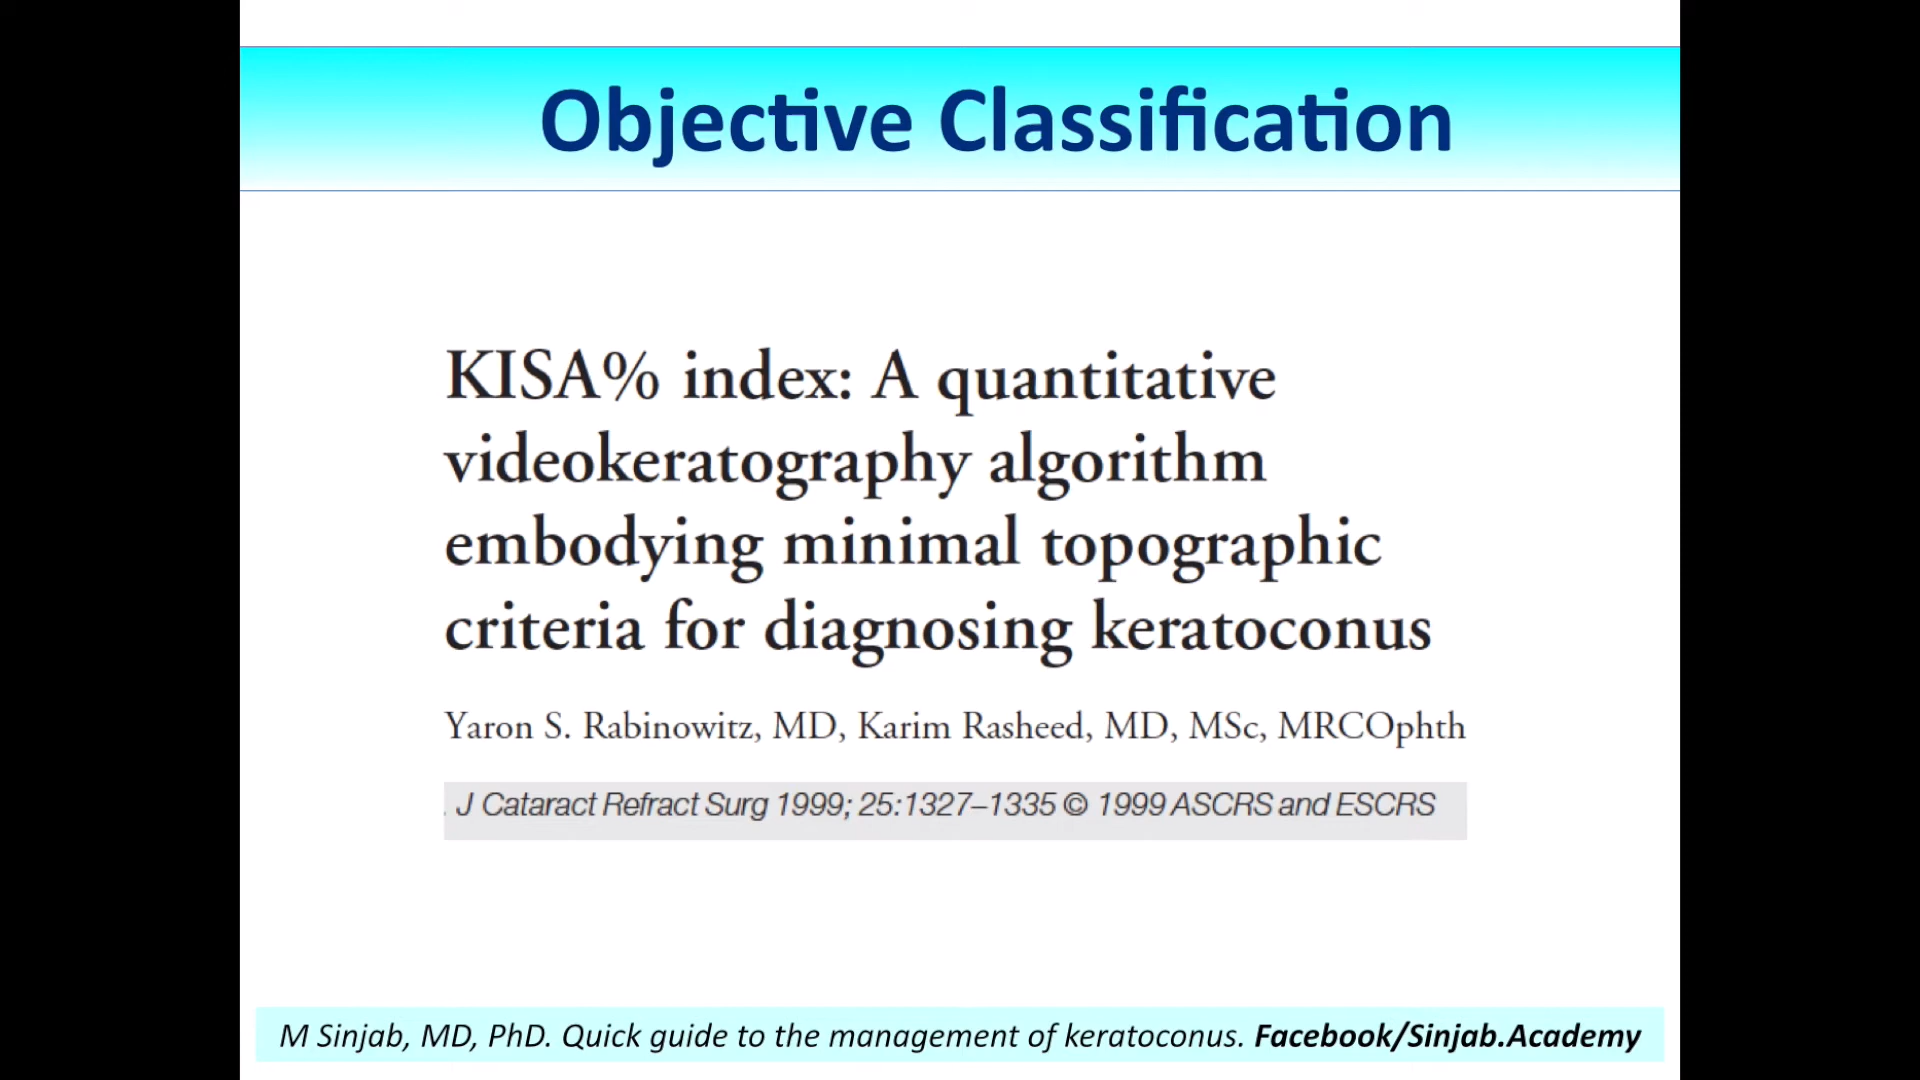 Objective Classification
KISA% index: A quantitative
videokeratography algorithm
embodying minimal topographic
criteria for diagnosing keratoconus
Yaron S. Rabinowitz, MD, Karim Rasheed, MD, MSc, MRCOphth
J Cataract Refract Surg 1999; 25:1327–1335 © 1999 ASCRS and ESCRS
M Sinjab, MD, PhD. Quick guide to the management of keratoconus. Facebook/Sinjab.Academy